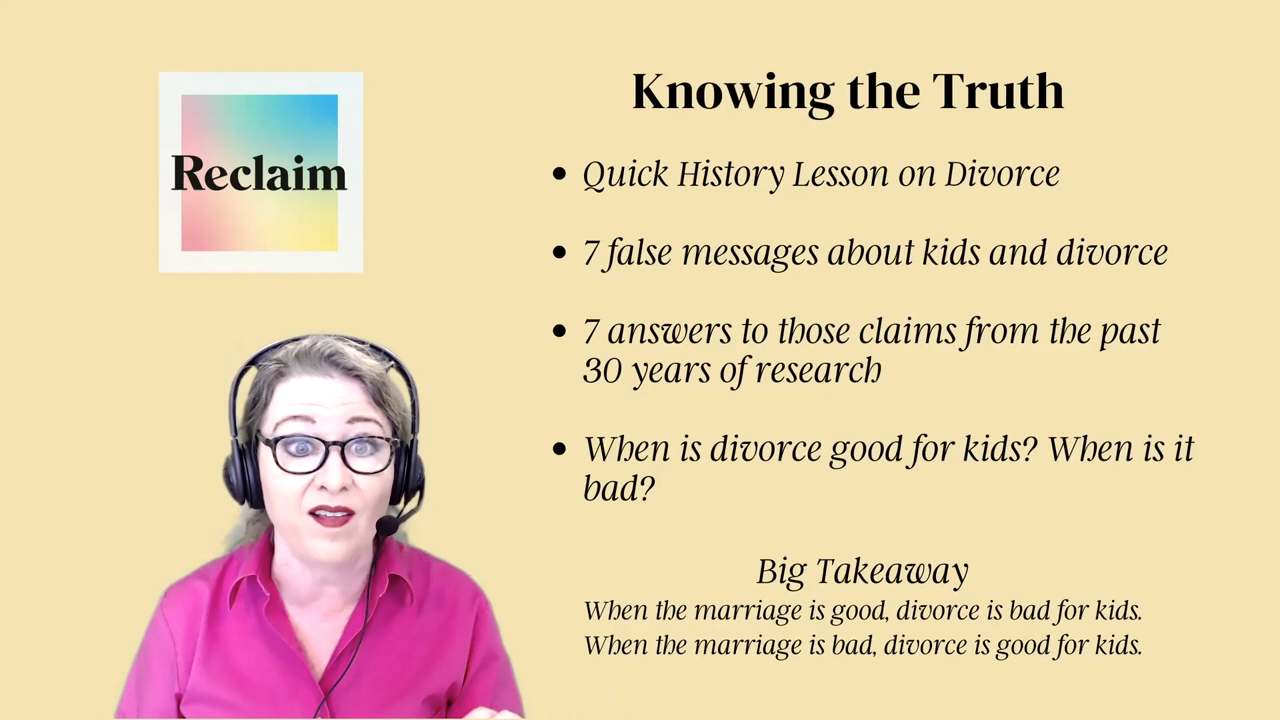 Reclaim
Knowing the Truth
• Quick History Lesson on Divorce
• 7 false messages about kids and divorce
• 7 answers to those claims from the past
30 years of research
• When is divorce good for kids? When is it
bad?
Big Takeaway
When the marriage is good, divorce is bad for kids.
When the marriage is bad, divorce is good for kids.